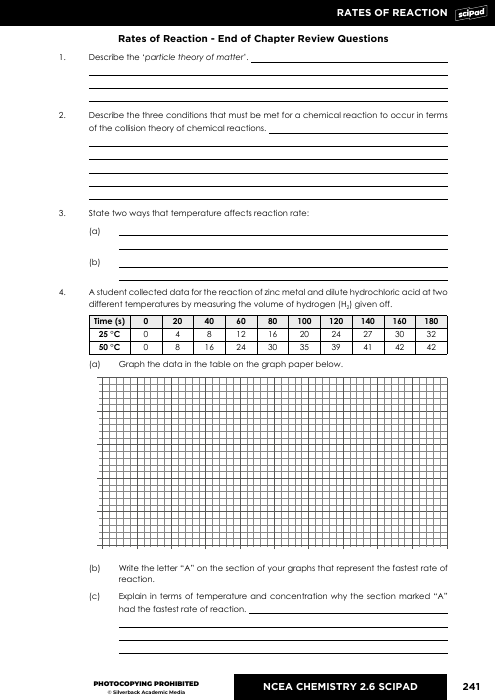 RATES OF REACTION scipad
Rates of Reaction - End of Chapter Review Questions
1. Describe the ‘particle theory of matter’.
2. Describe the three conditions that must be met for a chemical reaction to occur in terms
of the collision theory of chemical reactions.
3. State two ways that temperature affects reaction rate:
(a)
(b)
4. A student collected data for the reaction of zinc metal and dilute hydrochloric acid at two
different temperatures by measuring the volume of hydrogen (H₂) given off.
Time (s) 0 20 40 60 80 100 120 140 160 180
25 °C 0 4 8 12 16 20 24 27 30 32
50 °C 0 8 16 24 30 35 39 41 42 42
(a) Graph the data in the table on the graph paper below.
(b) Write the letter “A” on the section of your graphs that represent the fastest rate of
reaction.
(c) Explain in terms of temperature and concentration why the section marked “A”
had the fastest rate of reaction.
PHOTOCOPYING PROHIBITED
© Silverback Academic Media
NCEA CHEMISTRY 2.6 SCIPAD
241